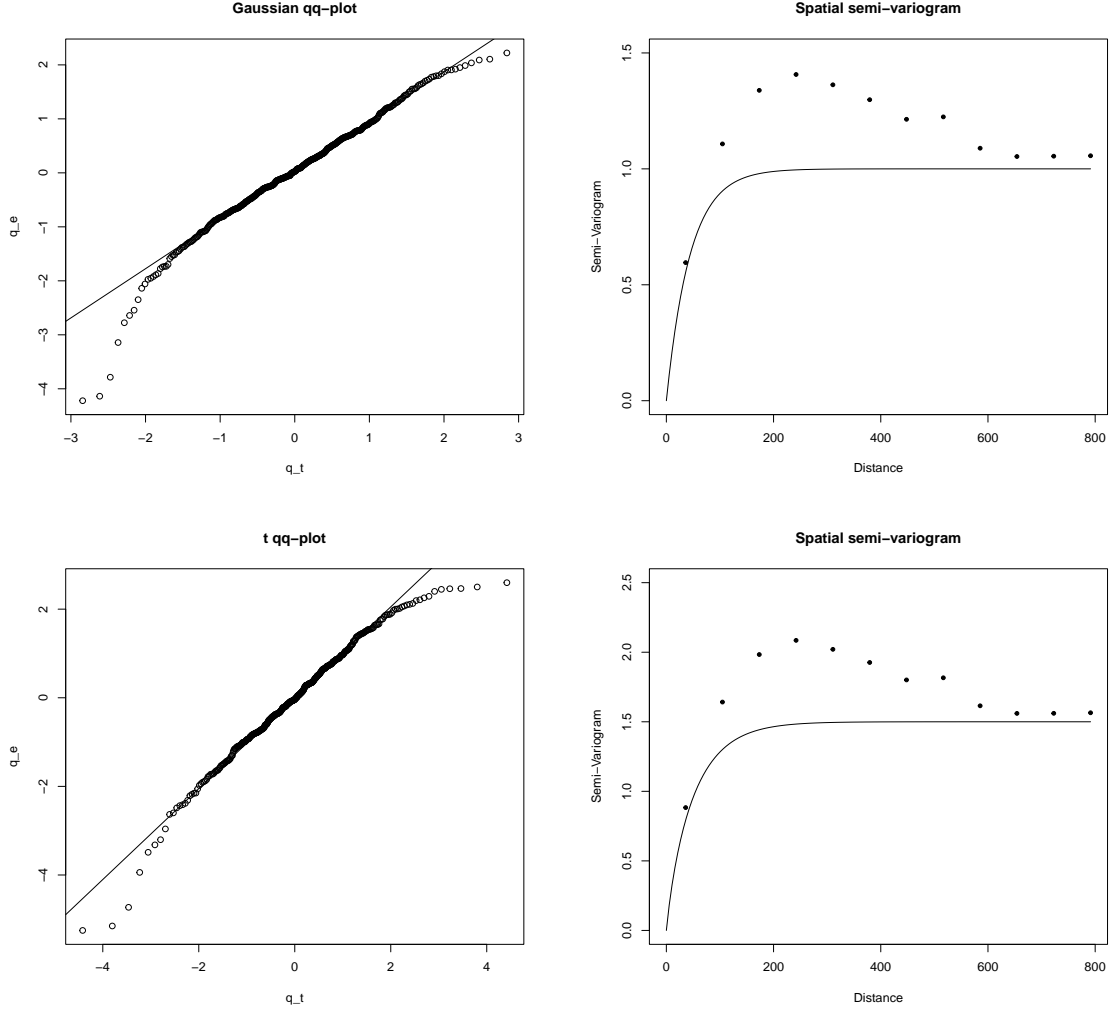 Gaussian qq−plot
q_e
2
1
0
−1
−2
−3
−4
−3 −2 −1 0 1 2 3
q_t
Spatial semi−variogram
Semi−Variogram
1.5
1.0
0.5
0.0
0 200 400 600 800
Distance
t qq−plot
q_e
2
0
−2
−4
−4 −2 0 2 4
q_t
Spatial semi−variogram
Semi−Variogram
2.5
2.0
1.5
1.0
0.5
0.0
0 200 400 600 800
Distance